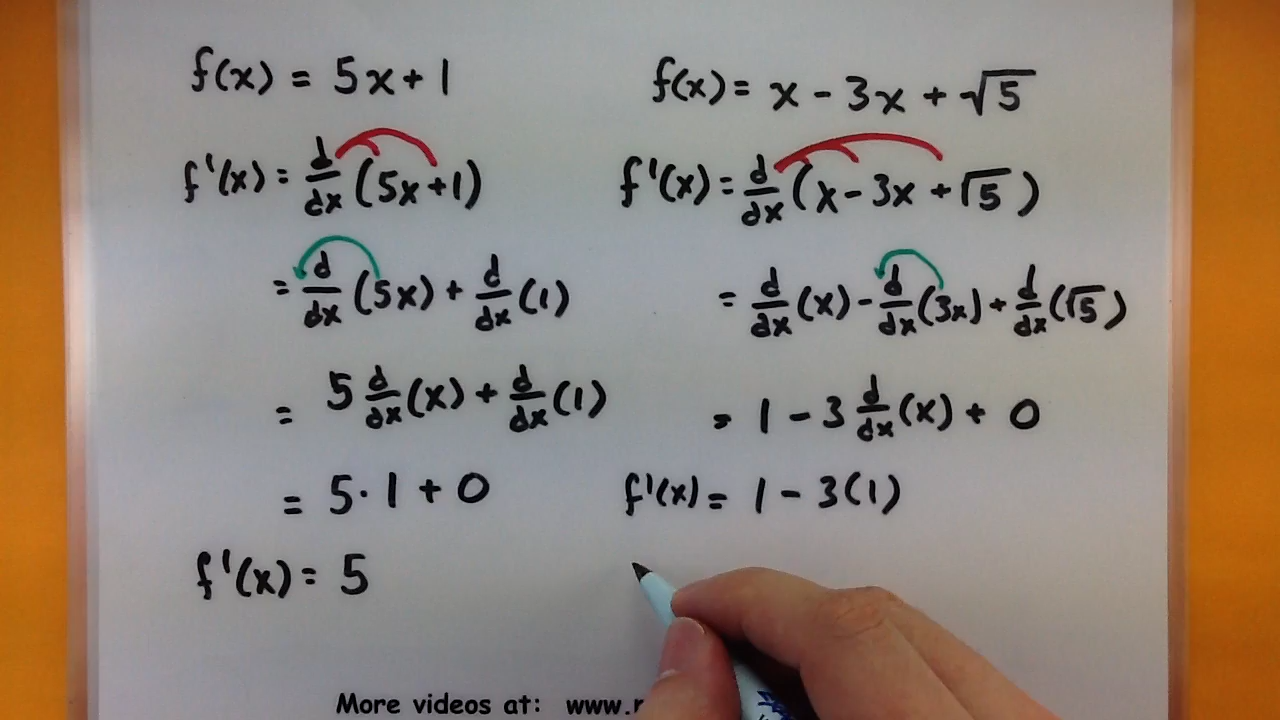 f(x) = 5x + 1
f'(x) = d/dx (5x + 1)
= d/dx (5x) + d/dx (1)
= 5 d/dx (x) + d/dx (1)
= 5 · 1 + 0
f'(x) = 5
f(x) = x - 3x + √5
f'(x) = d/dx (x - 3x + √5)
= d/dx (x) - d/dx (3x) + d/dx (√5)
= 1 - 3 d/dx (x) + 0
f'(x) = 1 - 3(1)
More videos at: www.